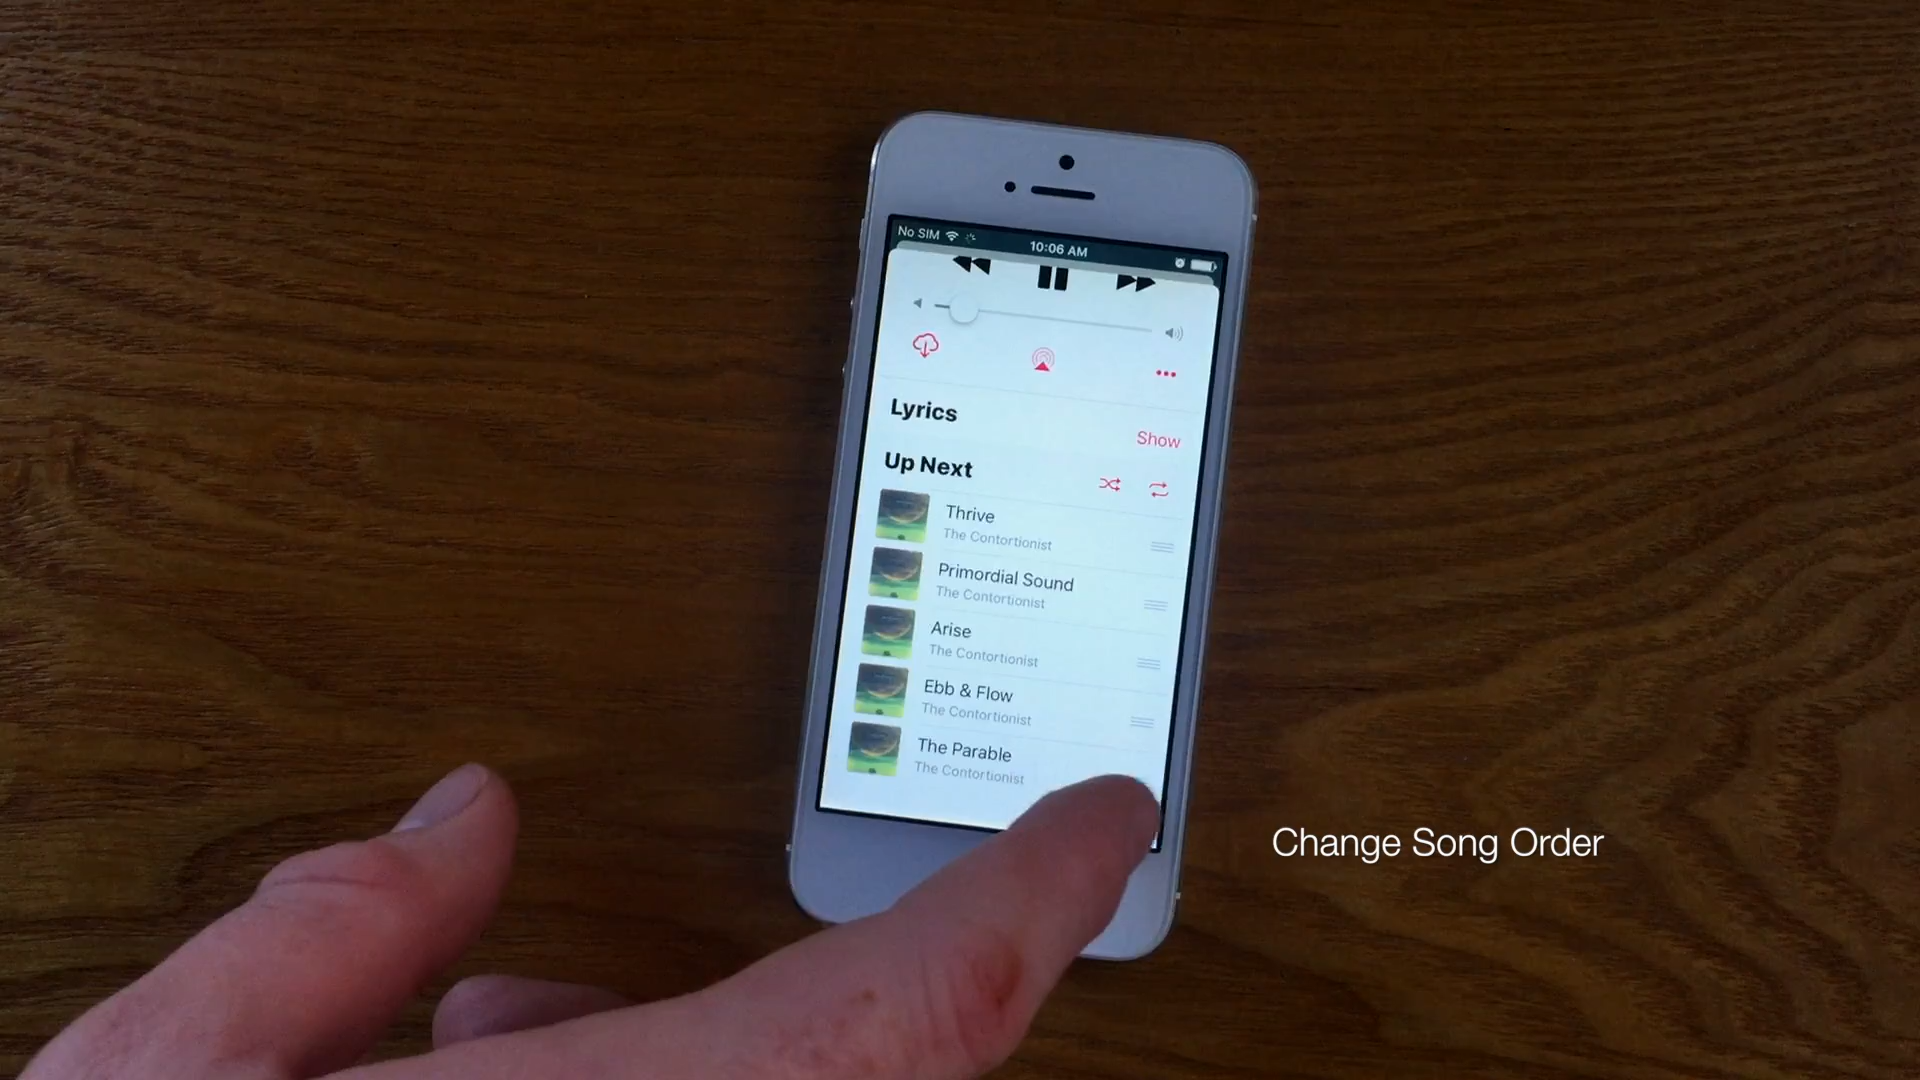 No SIM
10:06 AM
Lyrics
Show
Up Next
Thrive
The Contortionist
Primordial Sound
The Contortionist
Arise
The Contortionist
Ebb & Flow
The Contortionist
The Parable
The Contortionist
Change Song Order